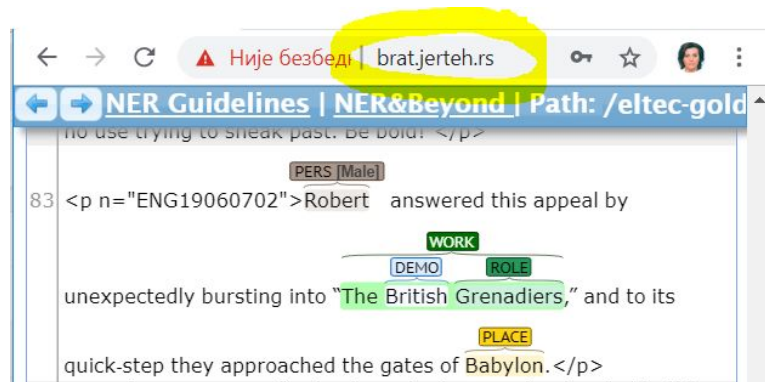 Није безбедн brat.jerteh.rs
NER Guidelines | NER&Beyond | Path: /eltec-gold
no use trying to sneak past. Be bold! </p>
PERS [Male]
83 <p n="ENG19060702">Robert answered this appeal by
WORK
DEMO ROLE
unexpectedly bursting into “The British Grenadiers,” and to its
PLACE
quick-step they approached the gates of Babylon.</p>